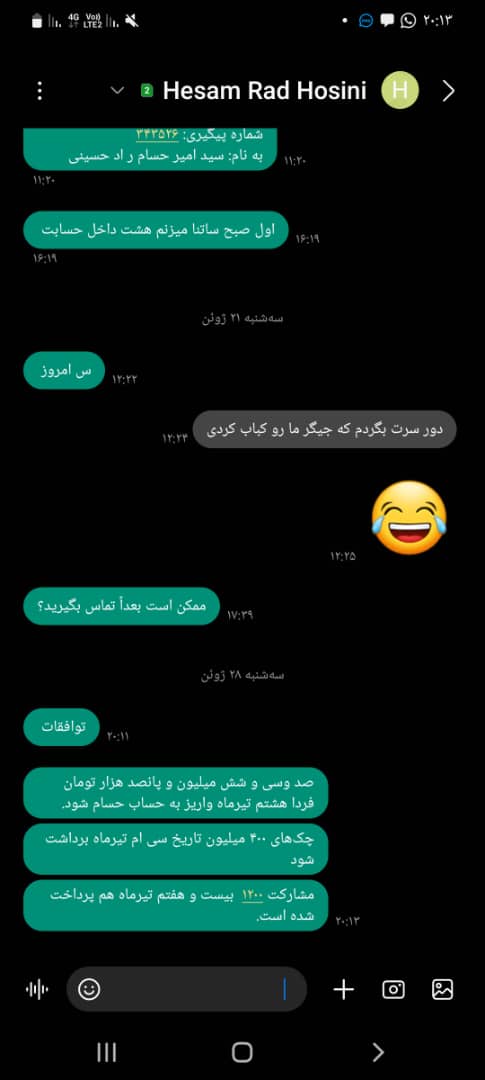 ۲۰:۱۳
4G Vo)) LTE2
Hesam Rad Hosini
2
H
شماره پیگیری: ۳۴۳۵۲۶
به نام: سید امیر حسام ر اد حسینی
۱۱:۲۰
۱۱:۲۰
اول صبح ساتنا میزنم هشت داخل حسابت
۱۶:۱۹
۱۶:۱۹
سه‌شنبه ۲۱ ژوئن
س امروز
۱۲:۲۲
دور سرت بگردم که جیگر ما رو کباب کردی
۱۲:۲۴
۱۲:۲۵
ممکن است بعداً تماس بگیرید؟
۱۷:۳۹
سه‌شنبه ۲۸ ژوئن
توافقات
۲۰:۱۱
صد وسی و شش میلیون و پانصد هزار تومان
فردا هشتم تیرماه واریز به حساب حسام شود.
چک‌های ۴۰۰ میلیون تاریخ سی ام تیرماه برداشت
شود
مشارکت ۱۲۰۰ بیست و هفتم تیرماه هم پرداخت
شده است.
۲۰:۱۳